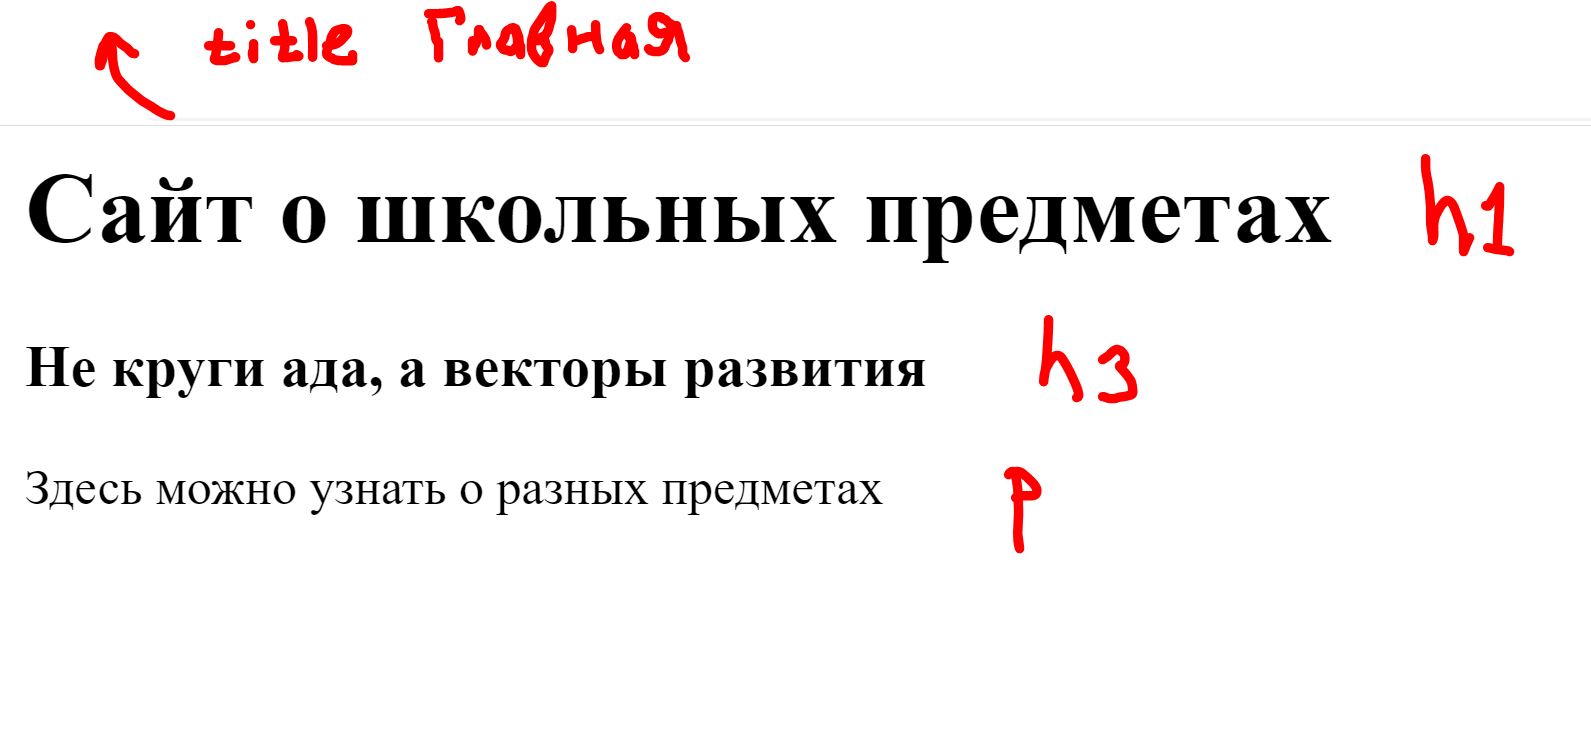 title Главная
Сайт о школьных предметах h1
Не круги ада, а векторы развития h3
Здесь можно узнать о разных предметах p